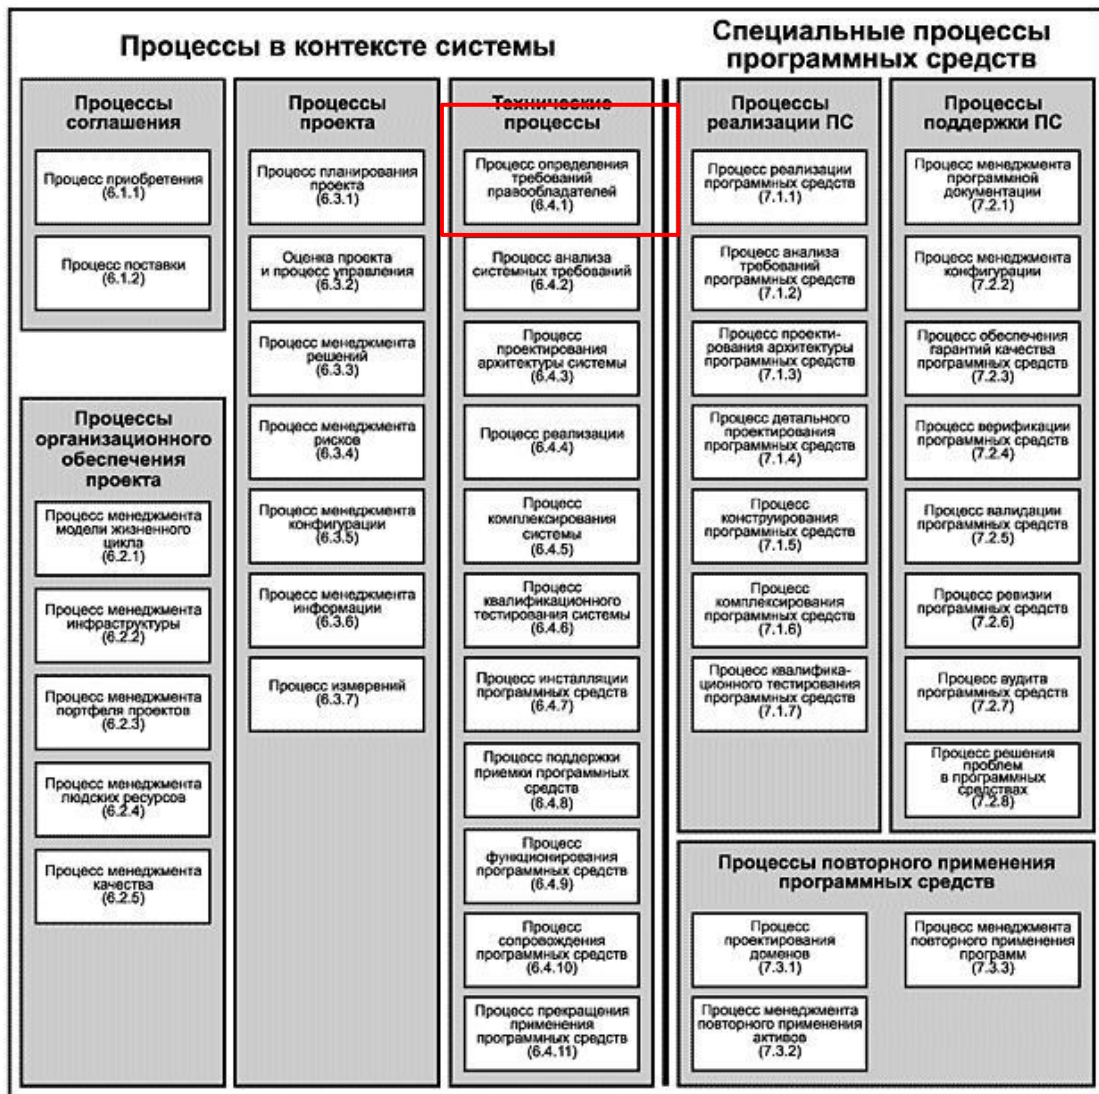 Процессы в контексте системы
Специальные процессы
программных средств
Процессы
соглашения
Процесс приобретения
(6.1.1)
Процесс поставки
(6.1.2)
Процессы
организационного
обеспечения
проекта
Процесс менеджмента
модели жизненного
цикла
(6.2.1)
Процесс менеджмента
инфраструктуры
(6.2.2)
Процесс менеджмента
портфеля проектов
(6.2.3)
Процесс менеджмента
людских ресурсов
(6.2.4)
Процесс менеджмента
качества
(6.2.5)
Процессы
проекта
Процесс планирования
проекта
(6.3.1)
Оценка проекта
и процесс управления
(6.3.2)
Процесс менеджмента
решений
(6.3.3)
Процесс менеджмента
рисков
(6.3.4)
Процесс менеджмента
конфигурации
(6.3.5)
Процесс менеджмента
информации
(6.3.6)
Процесс измерений
(6.3.7)
Технические
процессы
Процесс определения
требований
правообладателей
(6.4.1)
Процесс анализа
системных требований
(6.4.2)
Процесс
проектирования
архитектуры системы
(6.4.3)
Процесс реализации
(6.4.4)
Процесс
комплексирования
системы
(6.4.5)
Процесс
квалификационного
тестирования системы
(6.4.6)
Процесс инсталляции
программных средств
(6.4.7)
Процесс поддержки
приемки программных
средств
(6.4.8)
Процесс
функционирования
программных средств
(6.4.9)
Процесс
сопровождения
программных средств
(6.4.10)
Процесс прекращения
применения
программных средств
(6.4.11)
Процессы
реализации ПС
Процесс реализации
программных средств
(7.1.1)
Процесс анализа
требований
программных средств
(7.1.2)
Процесс проекти-
рования архитектуры
программных средств
(7.1.3)
Процесс детального
проектирования
программных средств
(7.1.4)
Процесс
конструирования
программных средств
(7.1.5)
Процесс
комплексирования
программных средств
(7.1.6)
Процесс квалифика-
ционного тестирования
программных средств
(7.1.7)
Процессы
поддержки ПС
Процесс менеджмента
программной
документации
(7.2.1)
Процесс менеджмента
конфигурации
(7.2.2)
Процесс обеспечения
гарантий качества
программных средств
(7.2.3)
Процесс верификации
программных средств
(7.2.4)
Процесс валидации
программных средств
(7.2.5)
Процесс ревизии
программных средств
(7.2.6)
Процесс аудита
программных средств
(7.2.7)
Процесс решения
проблем
в программных
средствах
(7.2.8)
Процессы повторного применения
программных средств
Процесс
проектирования
доменов
(7.3.1)
Процесс менеджмента
повторного применения
активов
(7.3.2)
Процесс менеджмента
повторного применения
программ
(7.3.3)